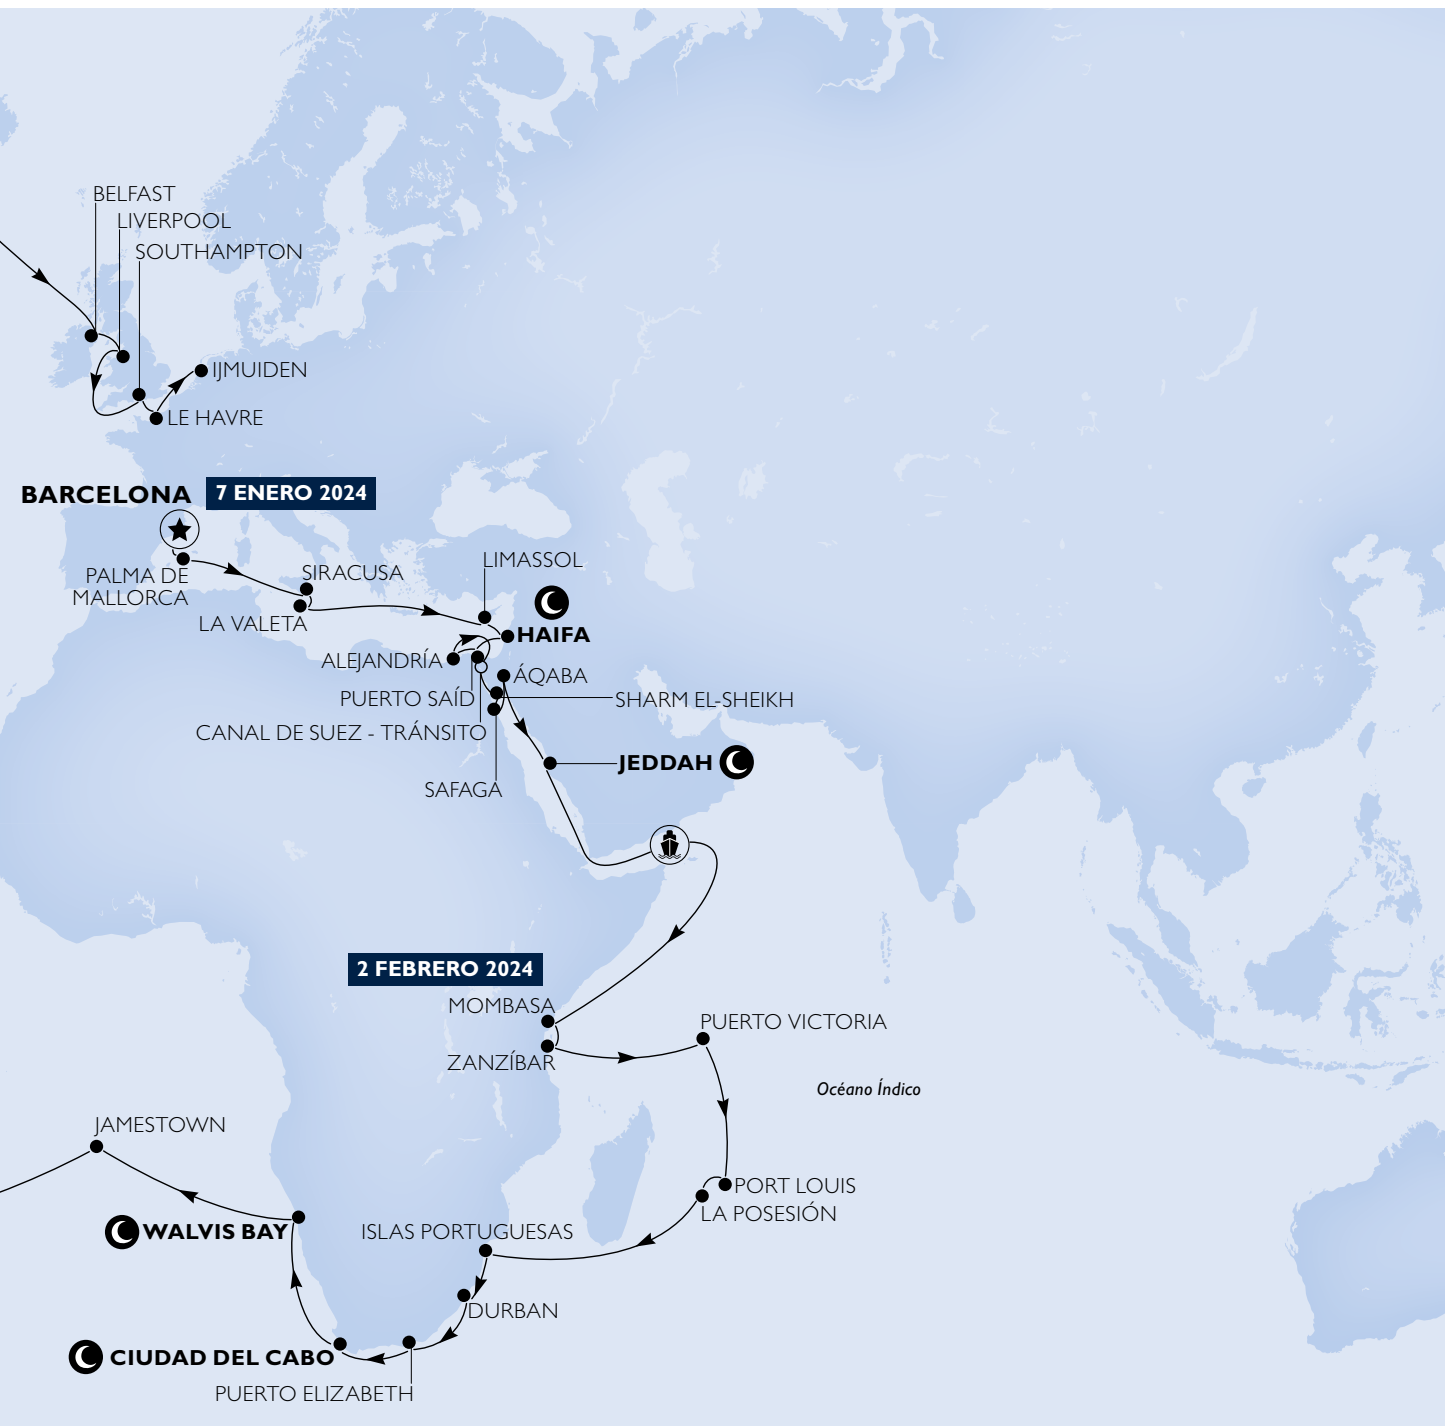 BELFAST
LIVERPOOL
SOUTHAMPTON
IJMUIDEN
LE HAVRE
BARCELONA
7 ENERO 2024
PALMA DE
MALLORCA
SIRACUSA
LA VALETA
LIMASSOL
HAIFA
ALEJANDRÍA
ÁQABA
PUERTO SAÍD
SHARM EL-SHEIKH
CANAL DE SUEZ - TRÁNSITO
JEDDAH
SAFAGA
2 FEBRERO 2024
MOMBASA
PUERTO VICTORIA
ZANZÍBAR
Océano Índico
JAMESTOWN
PORT LOUIS
LA POSESIÓN
WALVIS BAY
ISLAS PORTUGUESAS
DURBAN
CIUDAD DEL CABO
PUERTO ELIZABETH